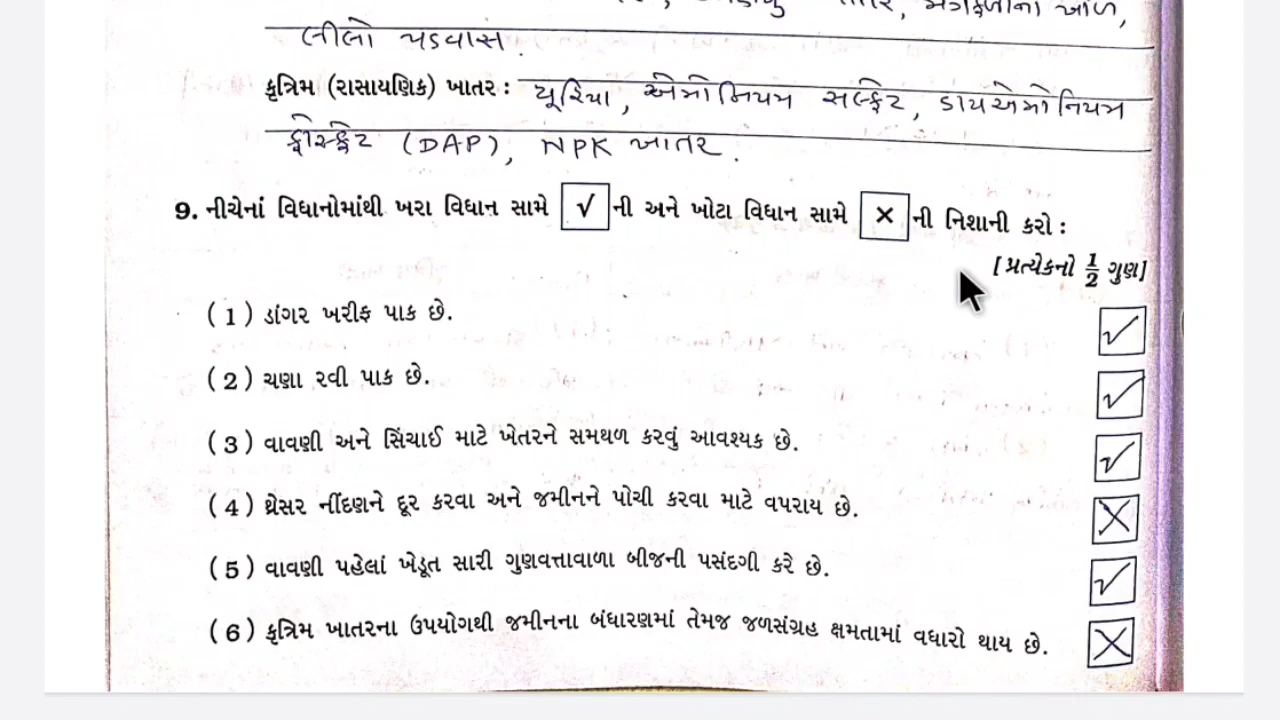 ખોળ,
લીલો પડવાસ.
કૃત્રિમ (રાસાયણિક) ખાતર : યૂરિયા, એમોનિયમ સલ્ફેટ, ડાયએમોનિયમ
ફોસ્ફેટ (DAP), NPK ખાતર.
9. નીચેનાં વિધાનોમાંથી ખરા વિધાન સામે √ ની અને ખોટા વિધાન સામે × ની નિશાની કરો :
[પ્રત્યેકનો 1/2 ગુણ]
(1) ડાંગર ખરીફ પાક છે. ✓
(2) ચણા રવી પાક છે. ✓
(3) વાવણી અને સિંચાઈ માટે ખેતરને સમથળ કરવું આવશ્યક છે. ✓
(4) થ્રેસર નીંદણને દૂર કરવા અને જમીનને પોચી કરવા માટે વપરાય છે. ×
(5) વાવણી પહેલાં ખેડૂત સારી ગુણવત્તાવાળા બીજની પસંદગી કરે છે. ✓
(6) કૃત્રિમ ખાતરના ઉપયોગથી જમીનના બંધારણમાં તેમજ જળસંગ્રહ ક્ષમતામાં વધારો થાય છે. ×